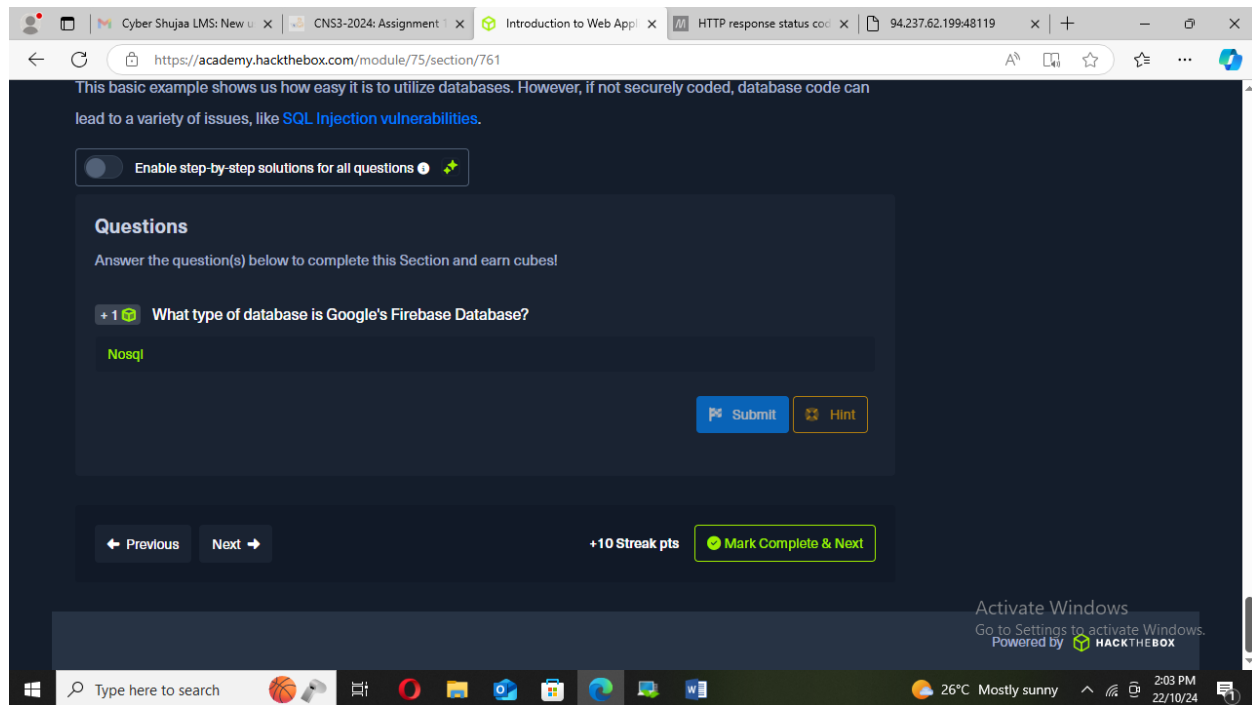 Cyber Shujaa LMS: New u
CNS3-2024: Assignment 1
Introduction to Web Appl
HTTP response status cod
94.237.62.199:48119
https://academy.hackthebox.com/module/75/section/761
This basic example shows us how easy it is to utilize databases. However, if not securely coded, database code can
lead to a variety of issues, like SQL Injection vulnerabilities.
Enable step-by-step solutions for all questions
Questions
Answer the question(s) below to complete this Section and earn cubes!
+ 1 What type of database is Google's Firebase Database?
Nosql
Submit
Hint
Previous
Next
+10 Streak pts
Mark Complete & Next
Activate Windows
Go to Settings to activate Windows.
Powered by HACKTHEBOX
Type here to search
26°C Mostly sunny
2:03 PM
22/10/24
1